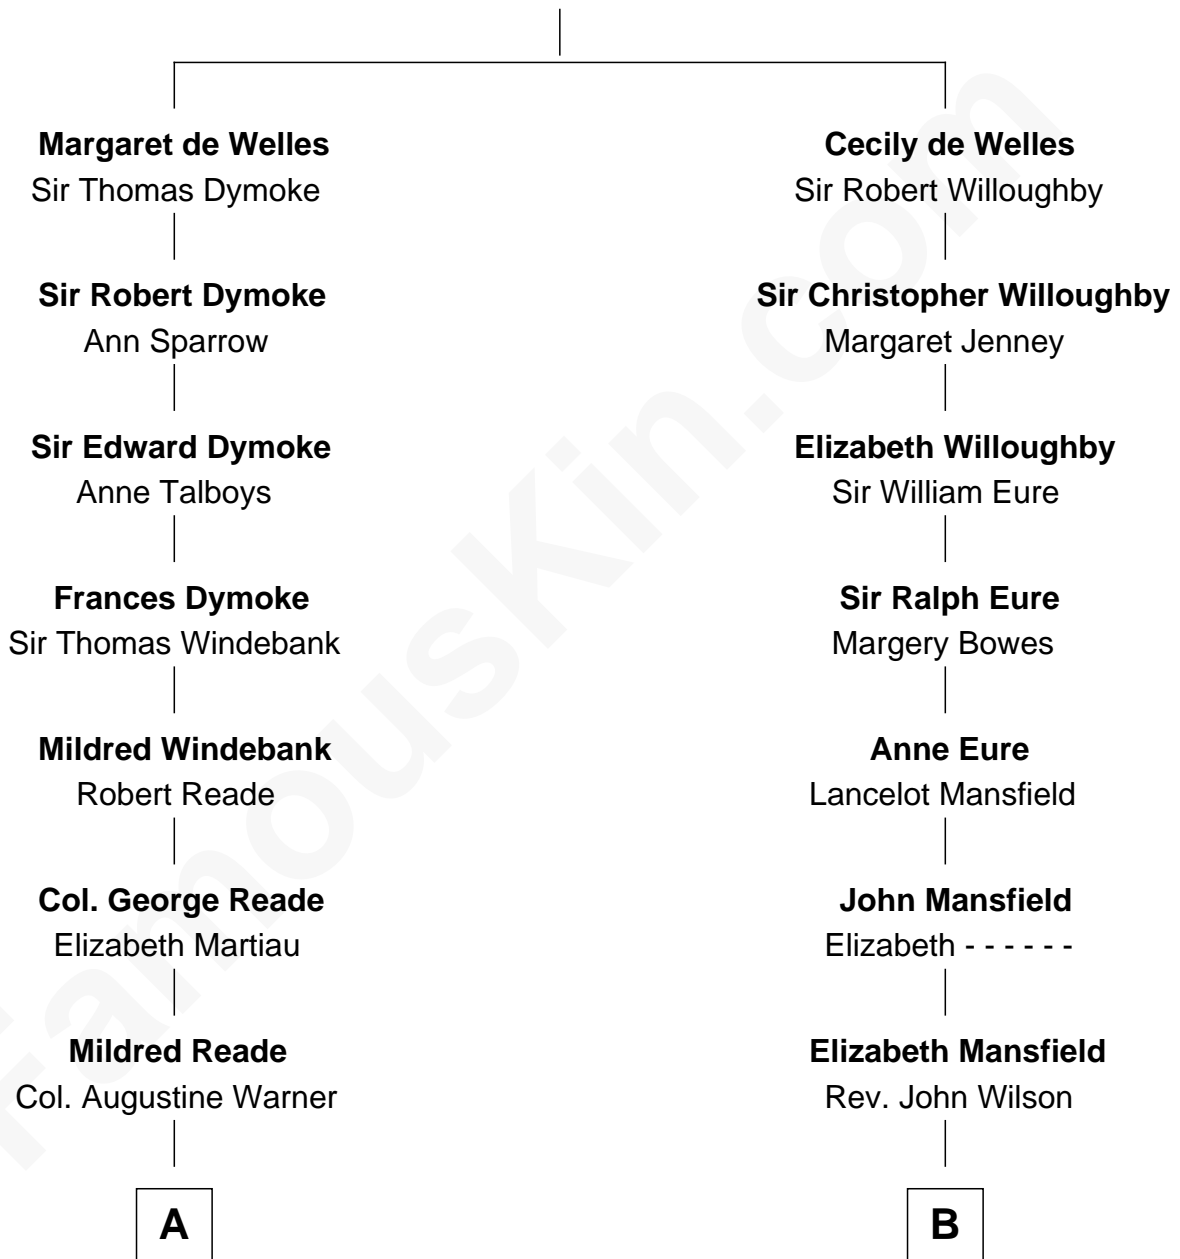 Margaret de Welles
Sir Thomas Dymoke
Sir Robert Dymoke
Ann Sparrow
Sir Edward Dymoke
Anne Talboys
Frances Dymoke
Sir Thomas Windebank
Mildred Windebank
Robert Reade
Col. George Reade
Elizabeth Martiau
Mildred Reade
Col. Augustine Warner
A
Cecily de Welles
Sir Robert Willoughby
Sir Christopher Willoughby
Margaret Jenney
Elizabeth Willoughby
Sir William Eure
Sir Ralph Eure
Margery Bowes
Anne Eure
Lancelot Mansfield
John Mansfield
Elizabeth - - - - - -
Elizabeth Mansfield
Rev. John Wilson
B
FamousKin.com